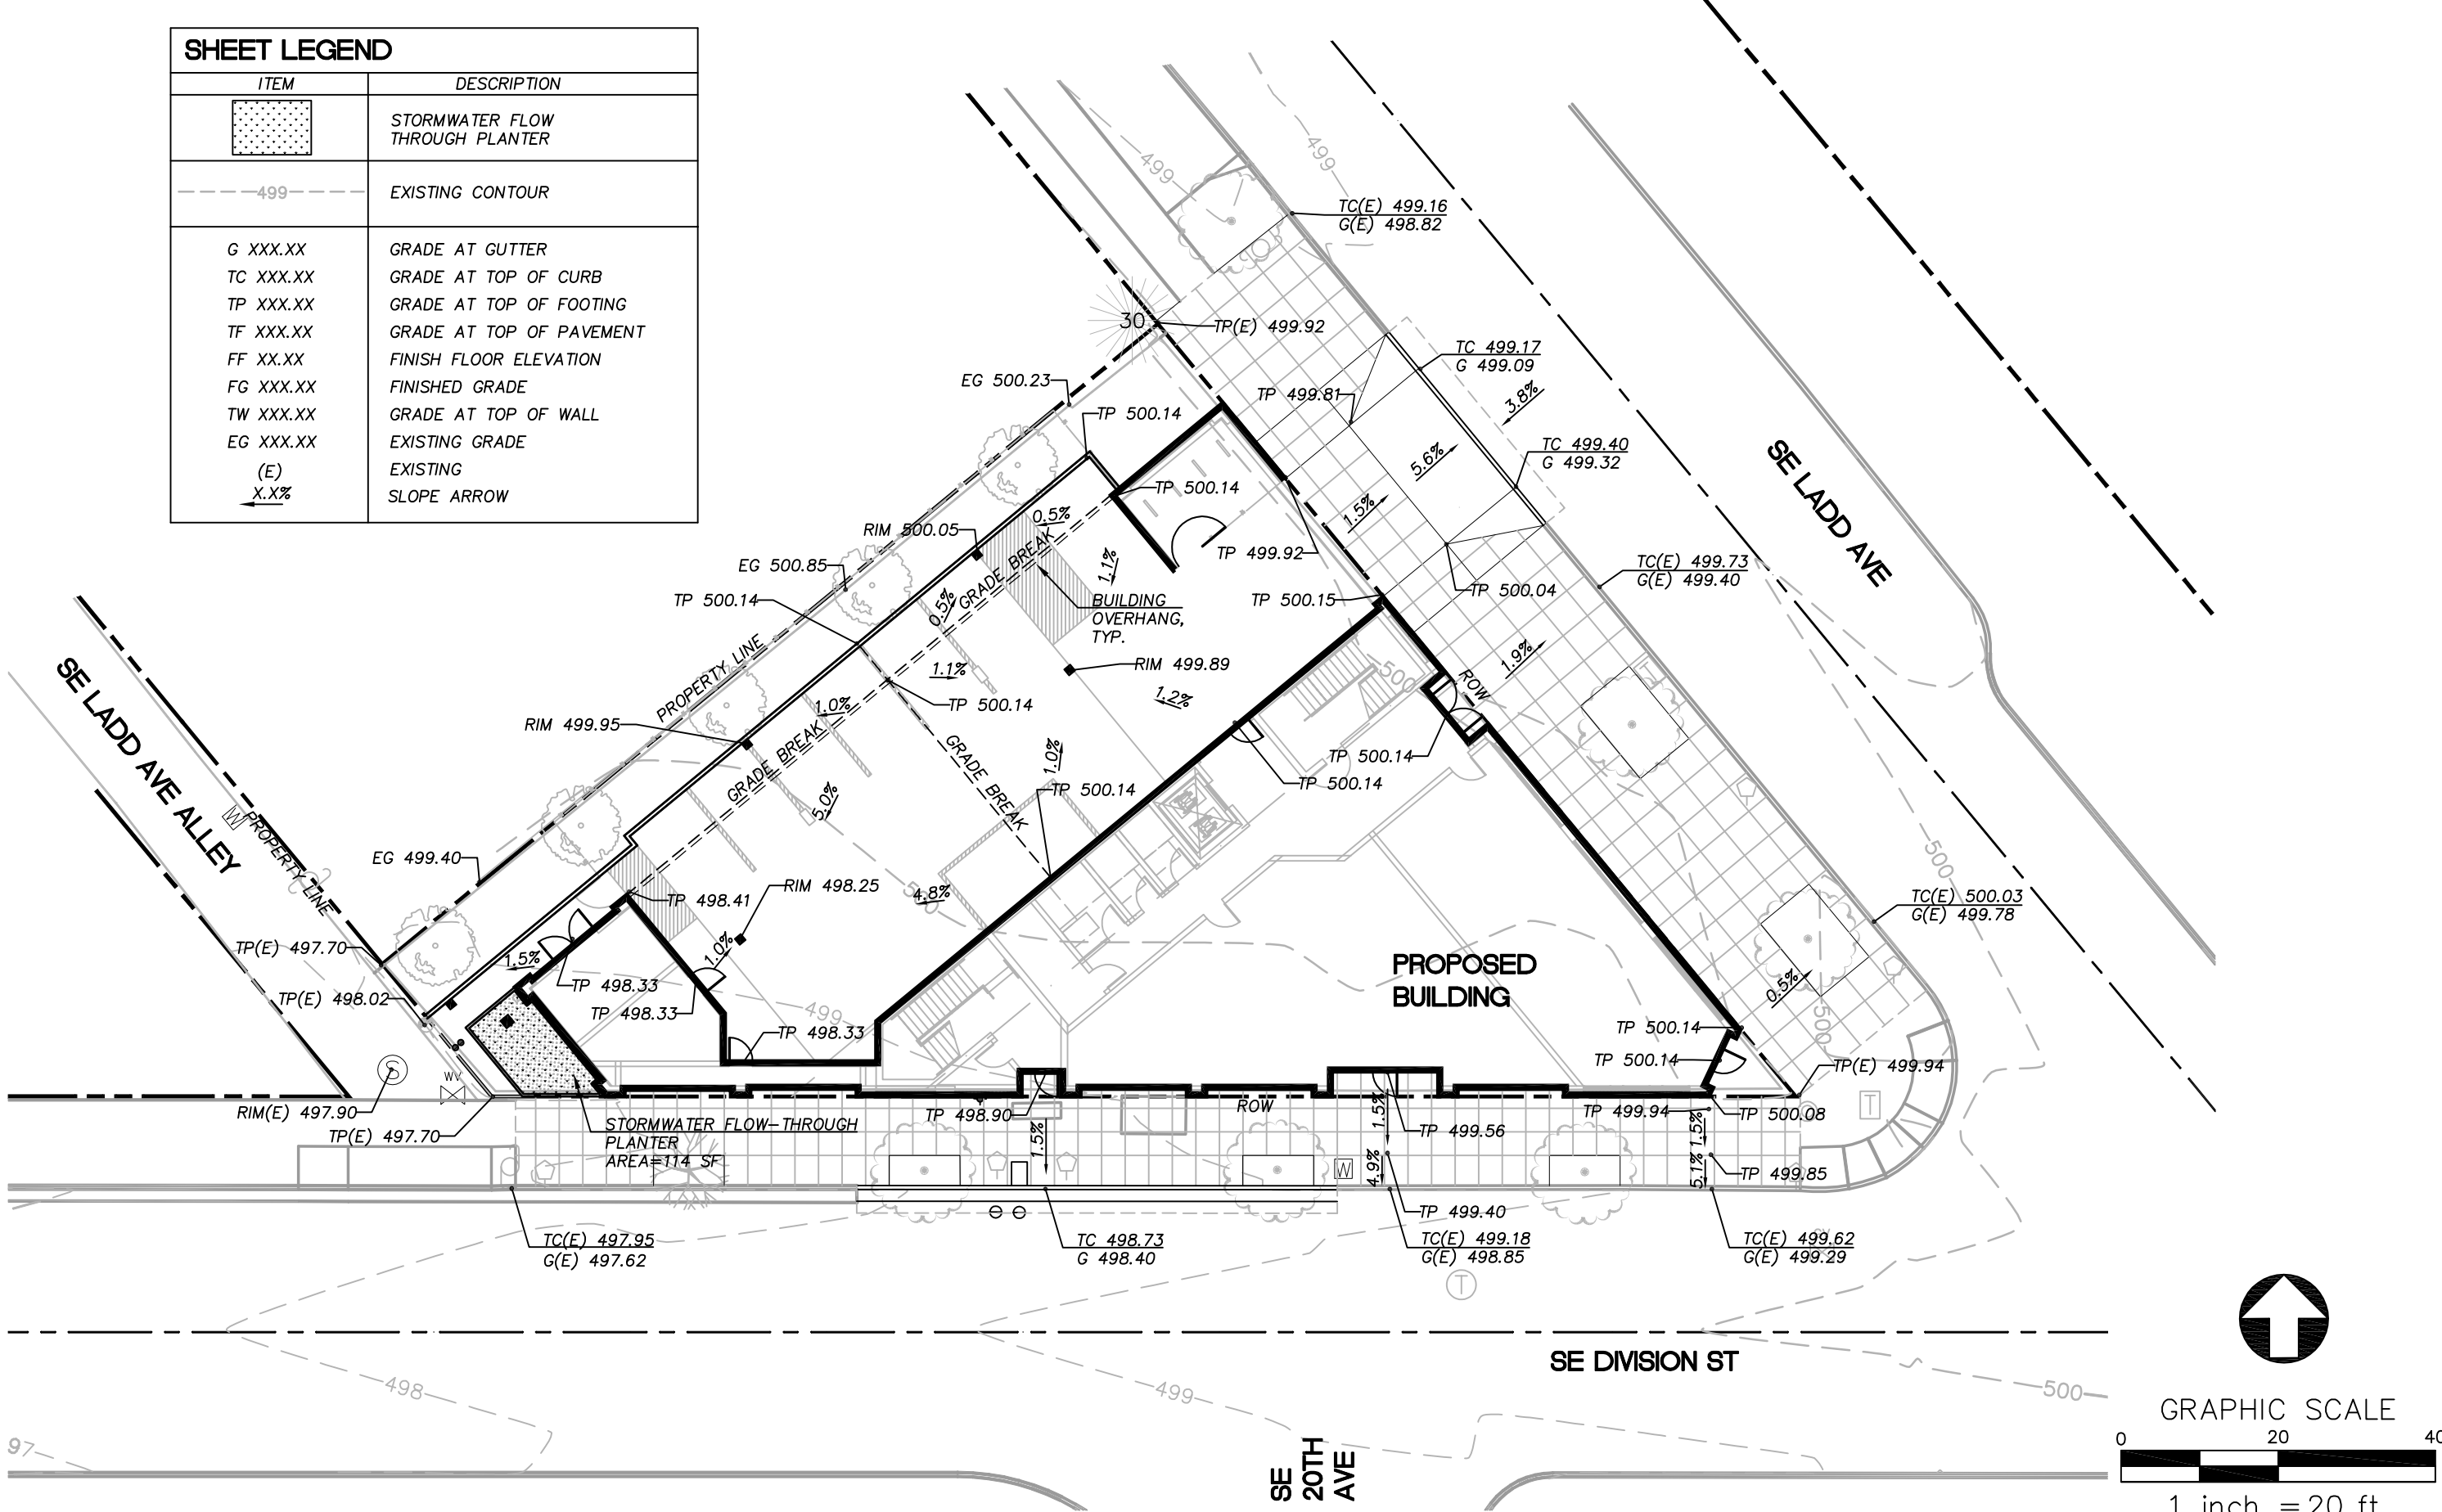 SHEET LEGEND
ITEM DESCRIPTION
STORMWATER FLOW
THROUGH PLANTER
499 EXISTING CONTOUR
G XXX.XX GRADE AT GUTTER
TC XXX.XX GRADE AT TOP OF CURB
TP XXX.XX GRADE AT TOP OF FOOTING
TF XXX.XX GRADE AT TOP OF PAVEMENT
FF XX.XX FINISH FLOOR ELEVATION
FG XXX.XX FINISHED GRADE
TW XXX.XX GRADE AT TOP OF WALL
EG XXX.XX EXISTING GRADE
(E) EXISTING
X.X% SLOPE ARROW
499
499
TC(E) 499.16
G(E) 498.82
30
TP(E) 499.92
TC 499.17
G 499.09
EG 500.23
TP 499.81
3.8%
TP 500.14
TC 499.40
G 499.32
5.6%
SE LADD AVE
TP 500.14
1.5%
0.5%
RIM 500.05
TP 499.92
GRADE BREAK
1.1%
EG 500.85
TC(E) 499.73
G(E) 499.40
TP 500.14
0.5%
BUILDING
OVERHANG,
TYP.
TP 500.15
TP 500.04
PROPERTY LINE
1.1%
RIM 499.89
1.9%
500
ROW
SE LADD AVE ALLEY
1.0%
TP 500.14
1.2%
RIM 499.95
GRADE BREAK
GRADE BREAK
1.0%
TP 500.14
TP 500.14
TP 500.14
5.0%
W
PROPERTY LINE
500
EG 499.40
RIM 498.25
4.8%
TP 498.41
TC(E) 500.03
G(E) 499.78
TP(E) 497.70
1.5%
1.0%
PROPOSED
BUILDING
TP 498.33
0.5%
TP(E) 498.02
TP 498.33
499
TP 498.33
500
TP 500.14
TP 500.14
TP(E) 499.94
S
WV
RIM(E) 497.90
TP 498.90
ROW
1.5%
TP 499.94
TP 500.08
T
TP(E) 497.70
STORMWATER FLOW-THROUGH
PLANTER
AREA=114 SF
1.5%
TP 499.56
1.5%
W
4.9%
5.1%
TP 499.85
TP 499.40
TC(E) 497.95
G(E) 497.62
TC 498.73
G 498.40
TC(E) 499.18
G(E) 498.85
TC(E) 499.62
G(E) 499.29
T
SE DIVISION ST
498
499
500
97
SE
20TH
AVE
GRAPHIC SCALE
0 20 40
1 inch = 20 ft